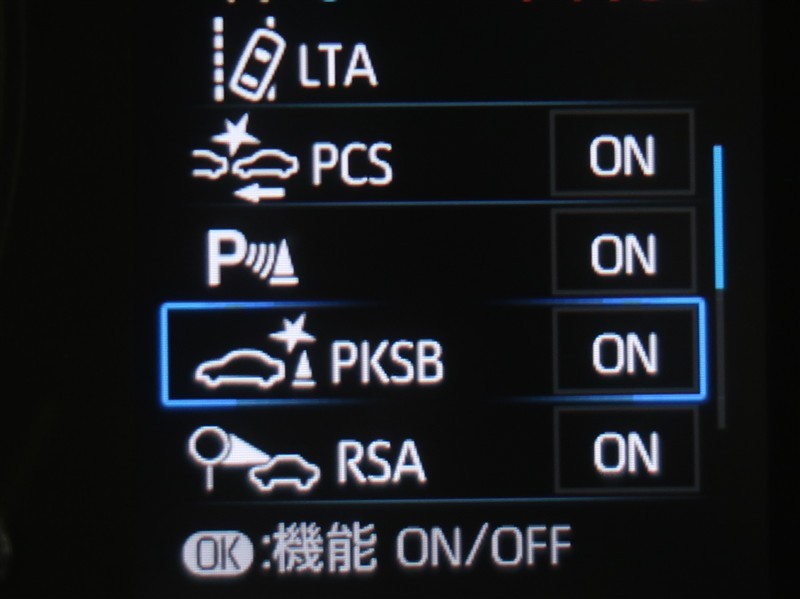 LTA
PCS ON
P ON
PKSB ON
RSA ON
OK:機能 ON/OFF